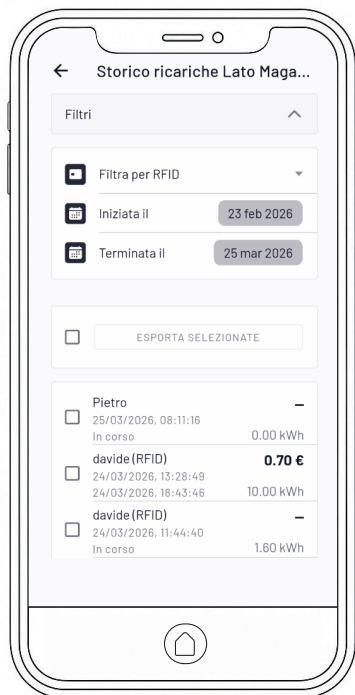 Storico ricariche Lato Maga...
Filtri
Filtra per RFID
Iniziata il 23 feb 2026
Terminata il 25 mar 2026
ESPORTA SELEZIONATE
Pietro –
25/03/2026, 08:11:16
In corso 0.00 kWh
davide (RFID) 0.70 €
24/03/2026, 13:28:49
24/03/2026, 18:43:46 10.00 kWh
davide (RFID) –
24/03/2026, 11:44:40
In corso 1.60 kWh